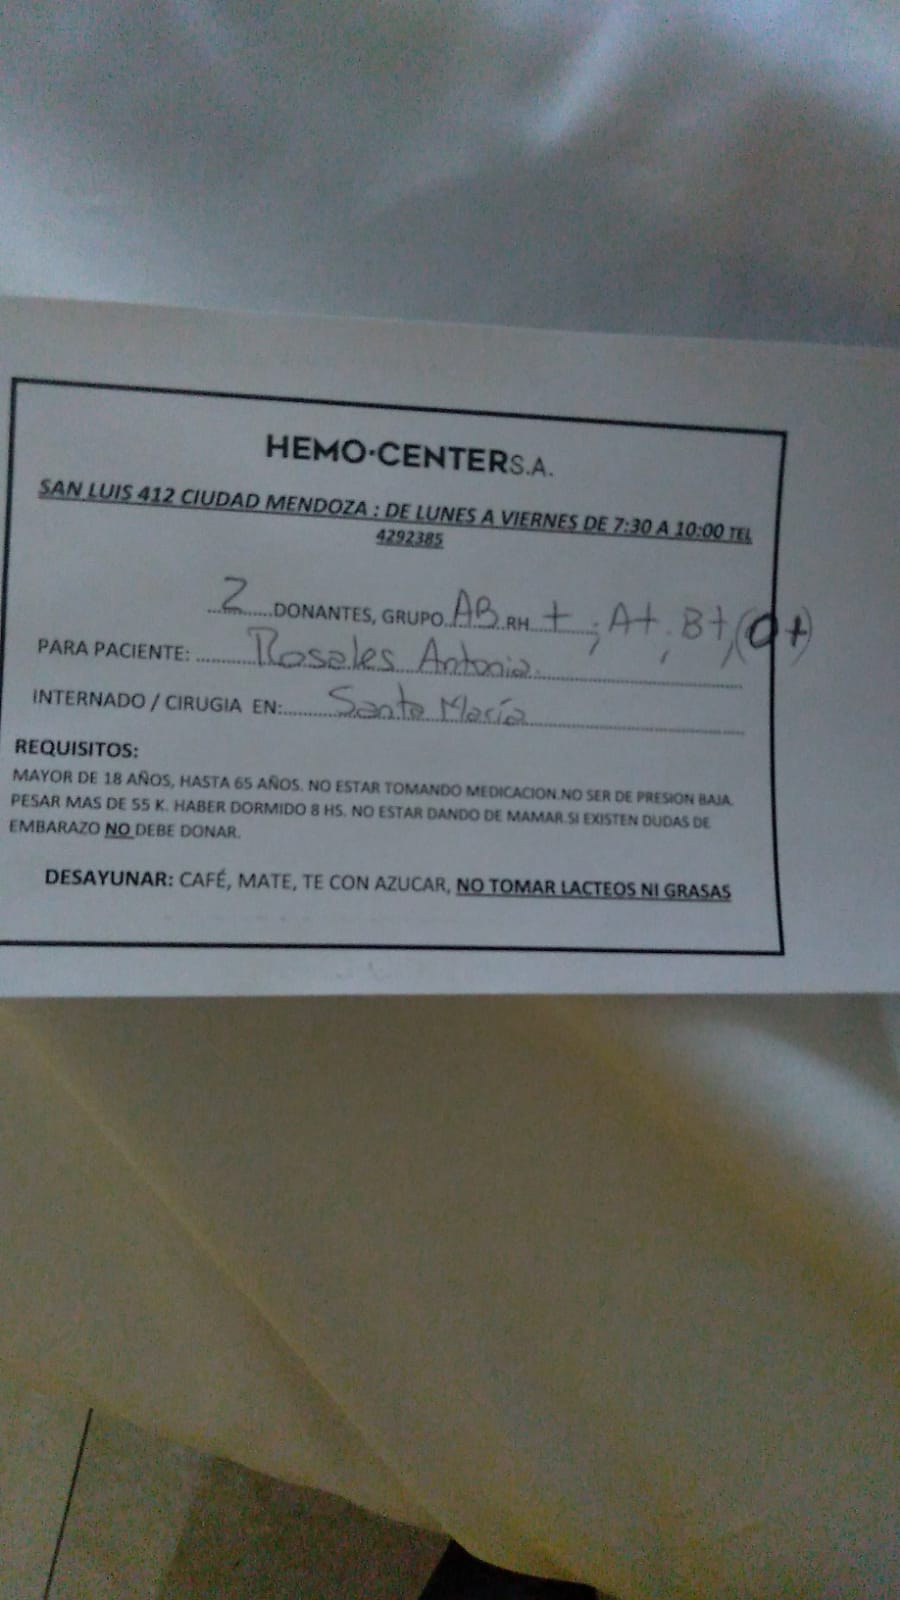 HEMO·CENTER S.A.
SAN LUIS 412 CIUDAD MENDOZA : DE LUNES A VIERNES DE 7:30 A 10:00 TEL
4292385
2 DONANTES, GRUPO AB RH + ; A+, B+, (O+)
PARA PACIENTE: Rosales Antonia.
INTERNADO / CIRUGIA EN: Santa María
REQUISITOS:
MAYOR DE 18 AÑOS, HASTA 65 AÑOS. NO ESTAR TOMANDO MEDICACION.NO SER DE PRESION BAJA.
PESAR MAS DE 55 K. HABER DORMIDO 8 HS. NO ESTAR DANDO DE MAMAR.SI EXISTEN DUDAS DE
EMBARAZO NO DEBE DONAR.
DESAYUNAR: CAFÉ, MATE, TE CON AZUCAR, NO TOMAR LACTEOS NI GRASAS